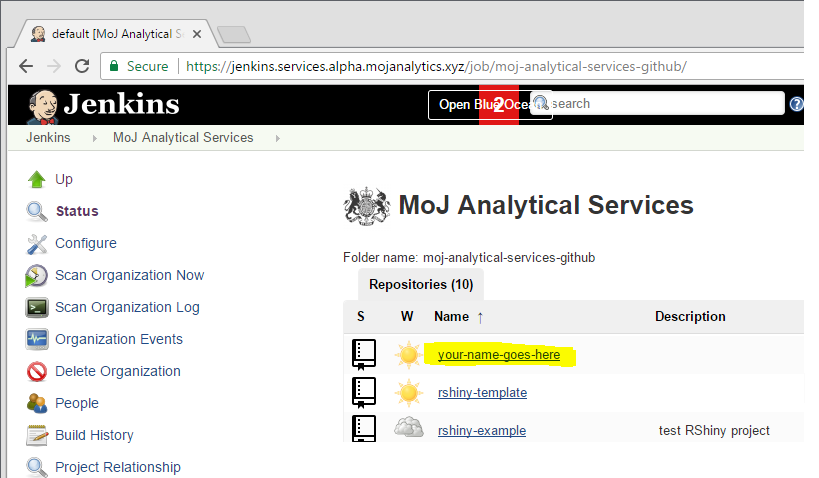 default [MoJ Analytical S
Secure https://jenkins.services.alpha.mojanalytics.xyz/job/moj-analytical-services-github/
Jenkins
Open Blue Ocean 2 search
Jenkins MoJ Analytical Services
Up
Status
Configure
Scan Organization Now
Scan Organization Log
Organization Events
Delete Organization
People
Build History
Project Relationship
MoJ Analytical Services
Folder name: moj-analytical-services-github
Repositories (10)
S W Name ↑ Description
your-name-goes-here
rshiny-template
rshiny-example test RShiny project